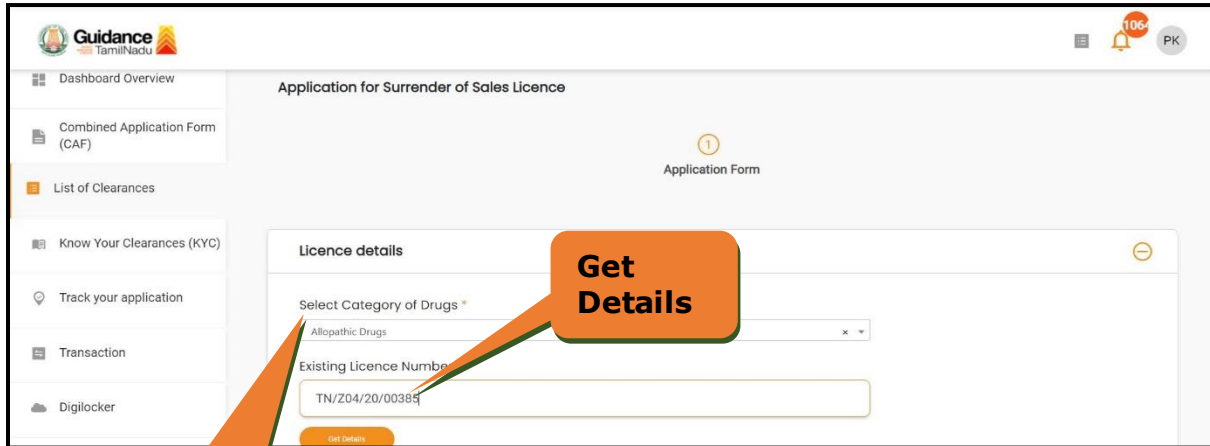 Guidance
TamilNadu
1064
PK
Dashboard Overview
Application for Surrender of Sales Licence
Combined Application Form
(CAF)
1
Application Form
List of Clearances
Know Your Clearances (KYC)
Licence details
Get
Details
Track your application
Select Category of Drugs *
Allopathic Drugs
× ▾
Transaction
Existing Licence Numbe
TN/Z04/20/00385
Digilocker
Get Details